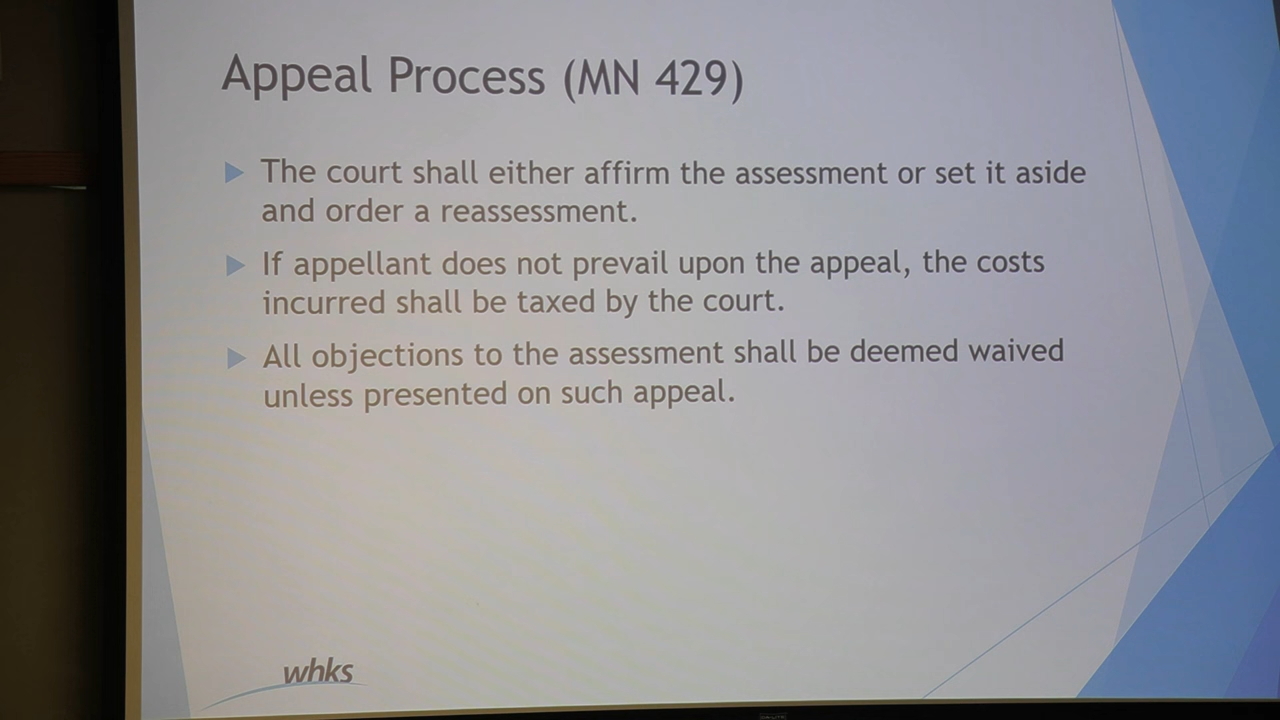 Appeal Process (MN 429)
The court shall either affirm the assessment or set it aside
and order a reassessment.
If appellant does not prevail upon the appeal, the costs
incurred shall be taxed by the court.
All objections to the assessment shall be deemed waived
unless presented on such appeal.
whks